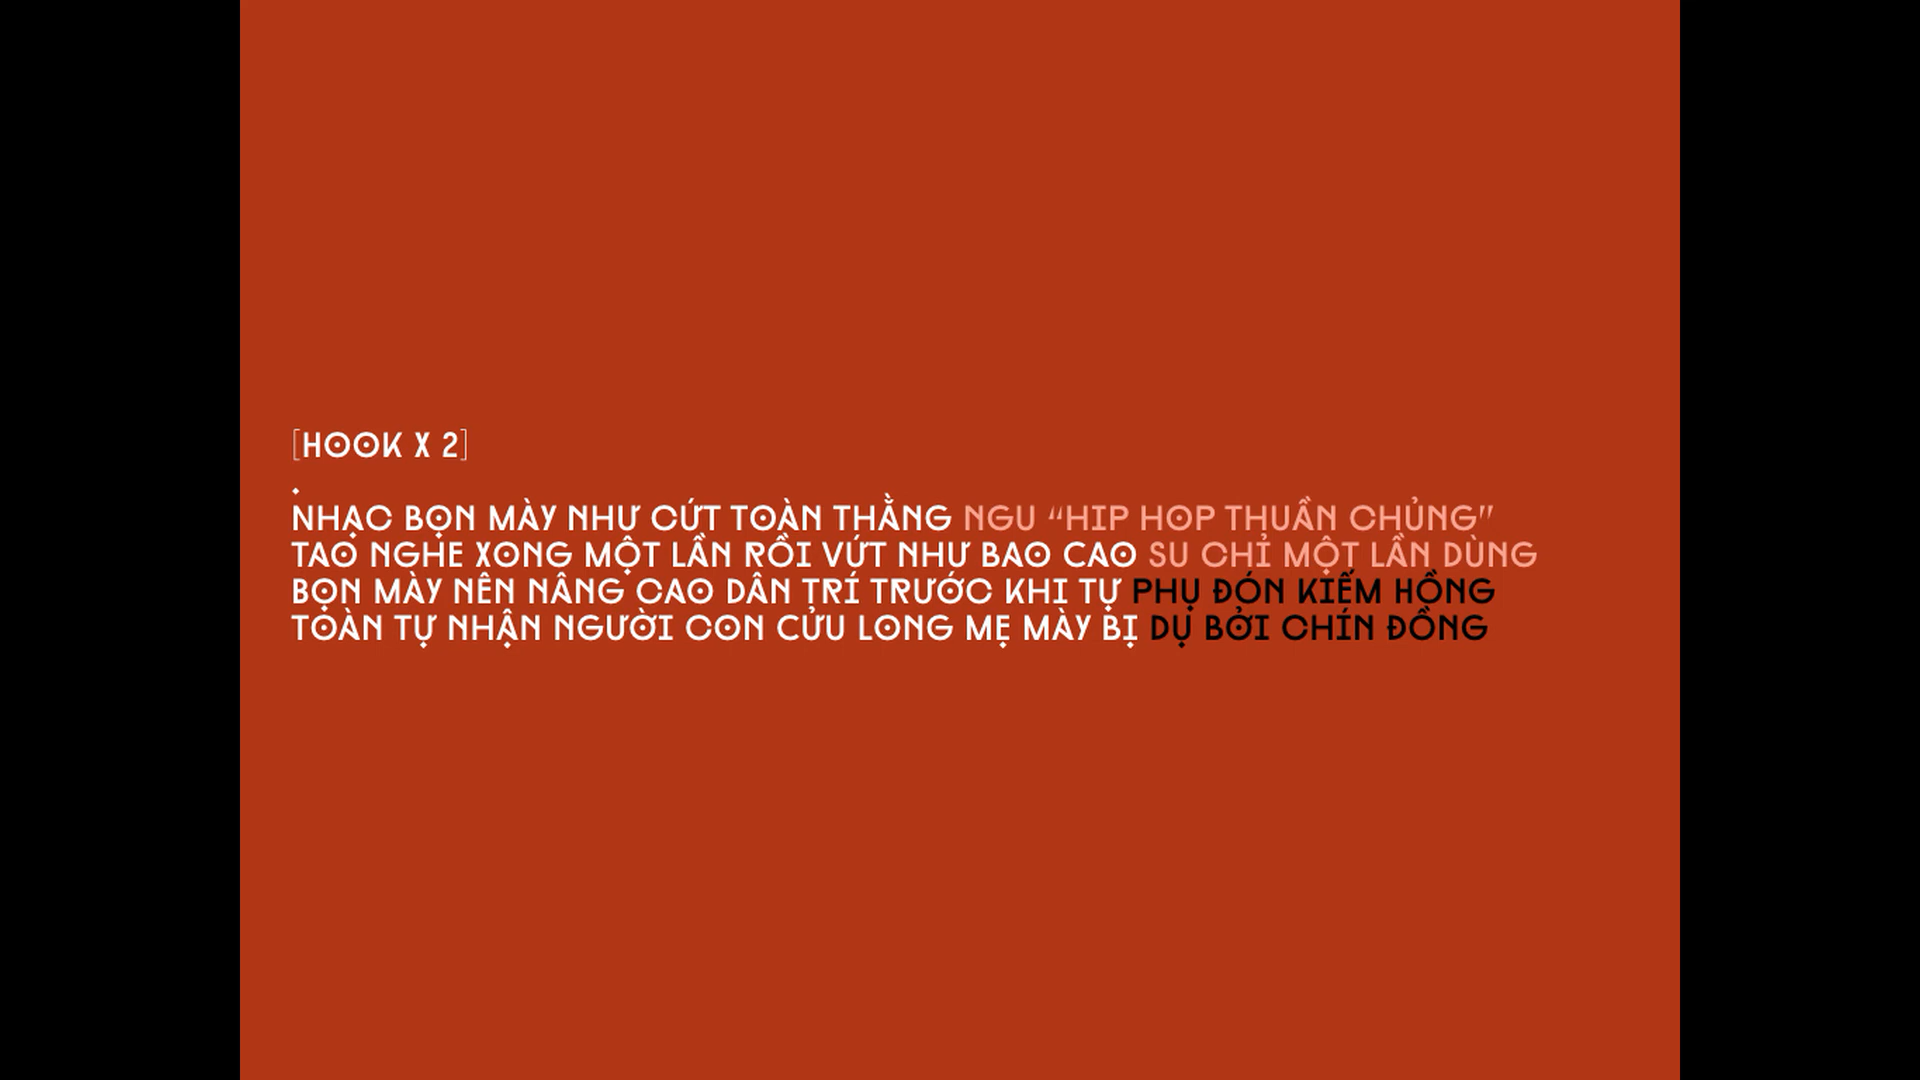 [HOOK X 2]
.
NHẠC BỌN MÀY NHƯ CỨT TOÀN THẰNG NGU “HIP HOP THUẦN CHỦNG”
TAO NGHE XONG MỘT LẦN RỒI VỨT NHƯ BAO CAO SU CHỈ MỘT LẦN DÙNG
BỌN MÀY NÊN NÂNG CAO DÂN TRÍ TRƯỚC KHI TỰ PHỤ ĐÓN KIẾM HỒNG
TOÀN TỰ NHẬN NGƯỜI CON CỬU LONG MẸ MÀY BỊ DỤ BỞI CHÍN ĐỒNG